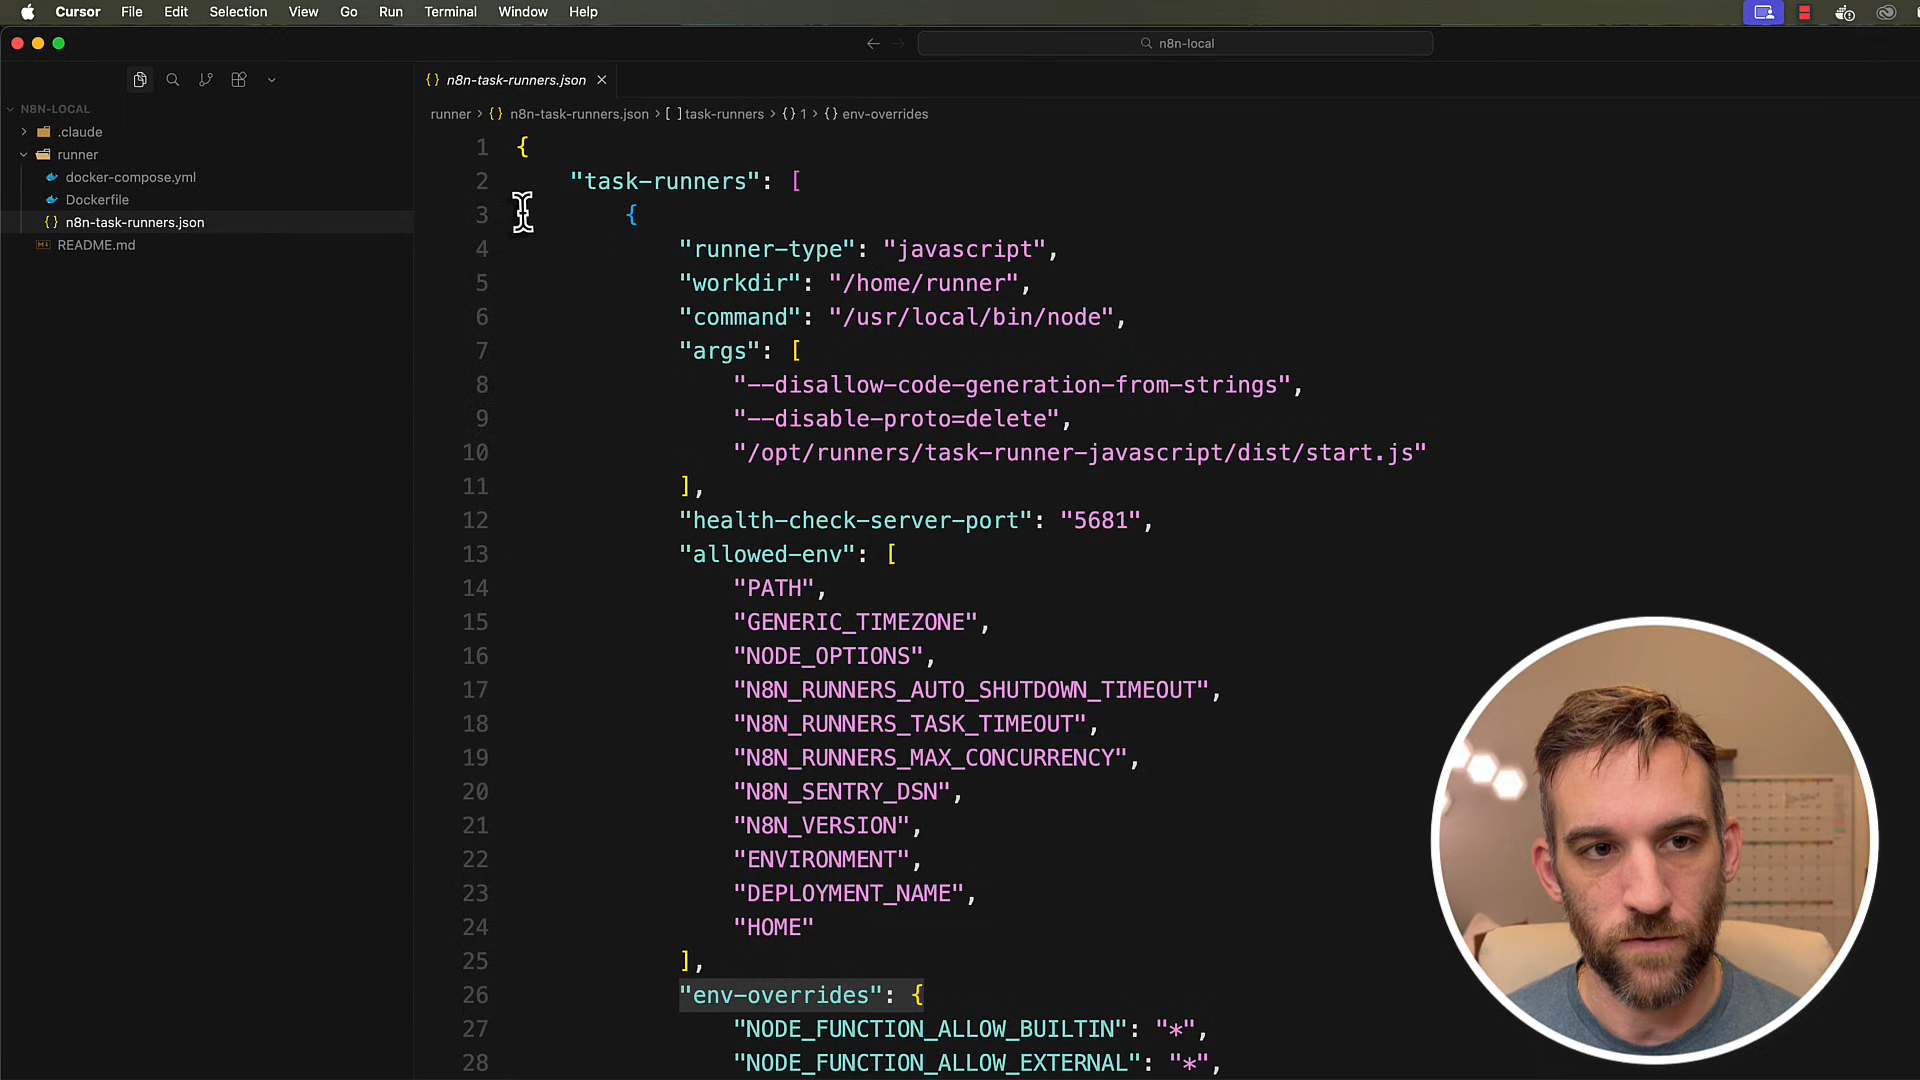 Cursor File Edit Selection View Go Run Terminal Window Help
n8n-local
N8N-LOCAL
.claude
runner
docker-compose.yml
Dockerfile
n8n-task-runners.json
README.md
n8n-task-runners.json
runner > {} n8n-task-runners.json > [ ] task-runners > {} 1 > {} env-overrides
1 {
2 "task-runners": [
3 {
4 "runner-type": "javascript",
5 "workdir": "/home/runner",
6 "command": "/usr/local/bin/node",
7 "args": [
8 "--disallow-code-generation-from-strings",
9 "--disable-proto=delete",
10 "/opt/runners/task-runner-javascript/dist/start.js"
11 ],
12 "health-check-server-port": "5681",
13 "allowed-env": [
14 "PATH",
15 "GENERIC_TIMEZONE",
16 "NODE_OPTIONS",
17 "N8N_RUNNERS_AUTO_SHUTDOWN_TIMEOUT",
18 "N8N_RUNNERS_TASK_TIMEOUT",
19 "N8N_RUNNERS_MAX_CONCURRENCY",
20 "N8N_SENTRY_DSN",
21 "N8N_VERSION",
22 "ENVIRONMENT",
23 "DEPLOYMENT_NAME",
24 "HOME"
25 ],
26 "env-overrides": {
27 "NODE_FUNCTION_ALLOW_BUILTIN": "*",
28 "NODE_FUNCTION_ALLOW_EXTERNAL": "*",